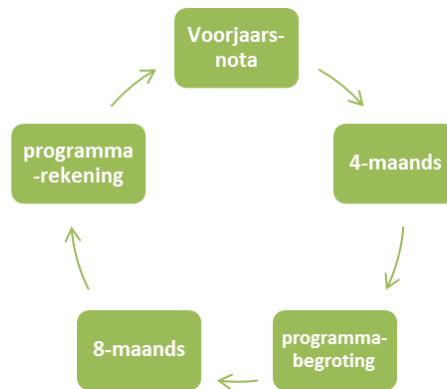 Voorjaars-
nota
4-maands
programma-
begroting
8-maands
programma
-rekening